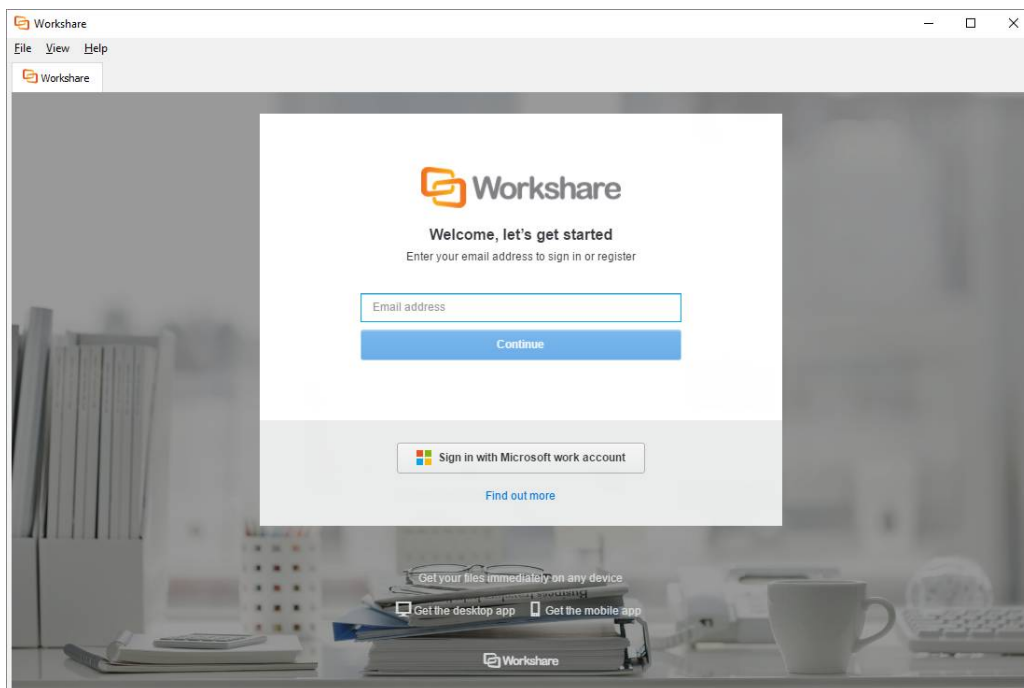 Workshare
File View Help
Workshare
Workshare
Welcome, let's get started
Enter your email address to sign in or register
Email address
Continue
Sign in with Microsoft work account
Find out more
Get your files immediately on any device
Business
Get the desktop app Get the mobile app
Workshare